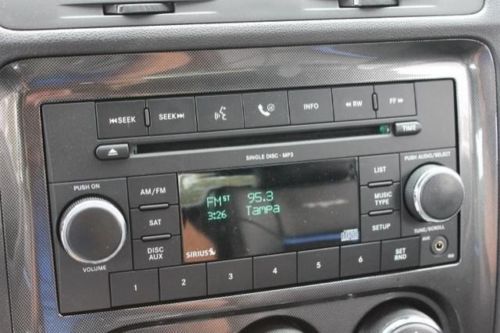 SEEK
SEEK
INFO
RW
FF
TIME
SINGLE DISC - MP3
PUSH ON
VOLUME
AM/FM
SAT
DISC
AUX
FM ST
95.3
3:26
Tampa
SIRIUS
LIST
MUSIC
TYPE
SETUP
PUSH AUDIO/SELECT
TUNE/SCROLL
SET
RND
1
2
3
4
5
6